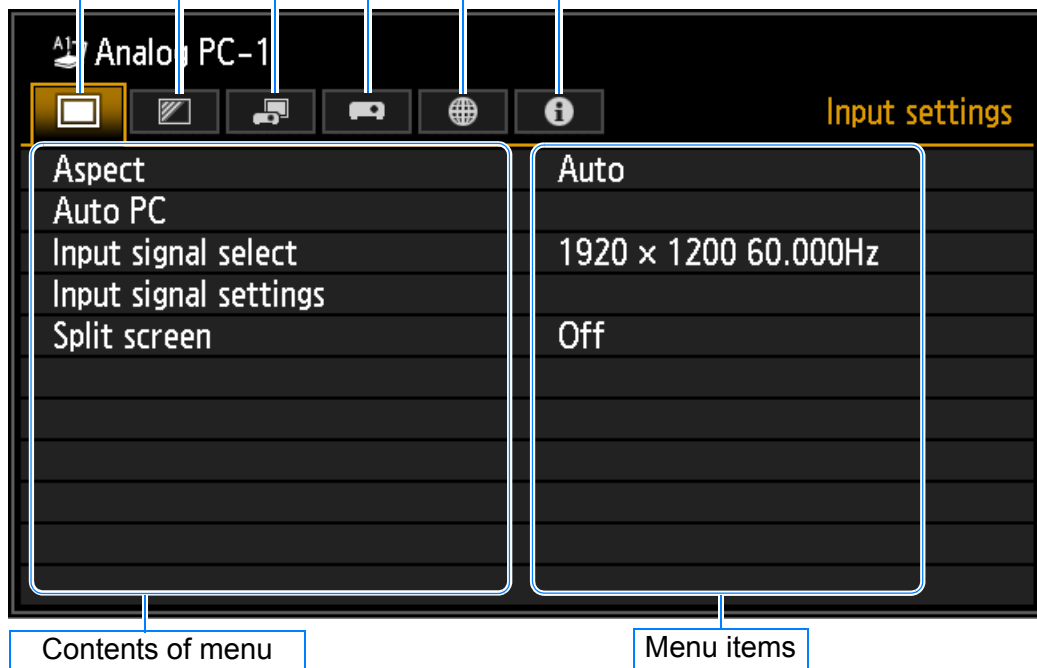 A1 Analog PC-1
Input settings
Aspect Auto
Auto PC
Input signal select 1920 × 1200 60.000Hz
Input signal settings
Split screen Off
Contents of menu Menu items